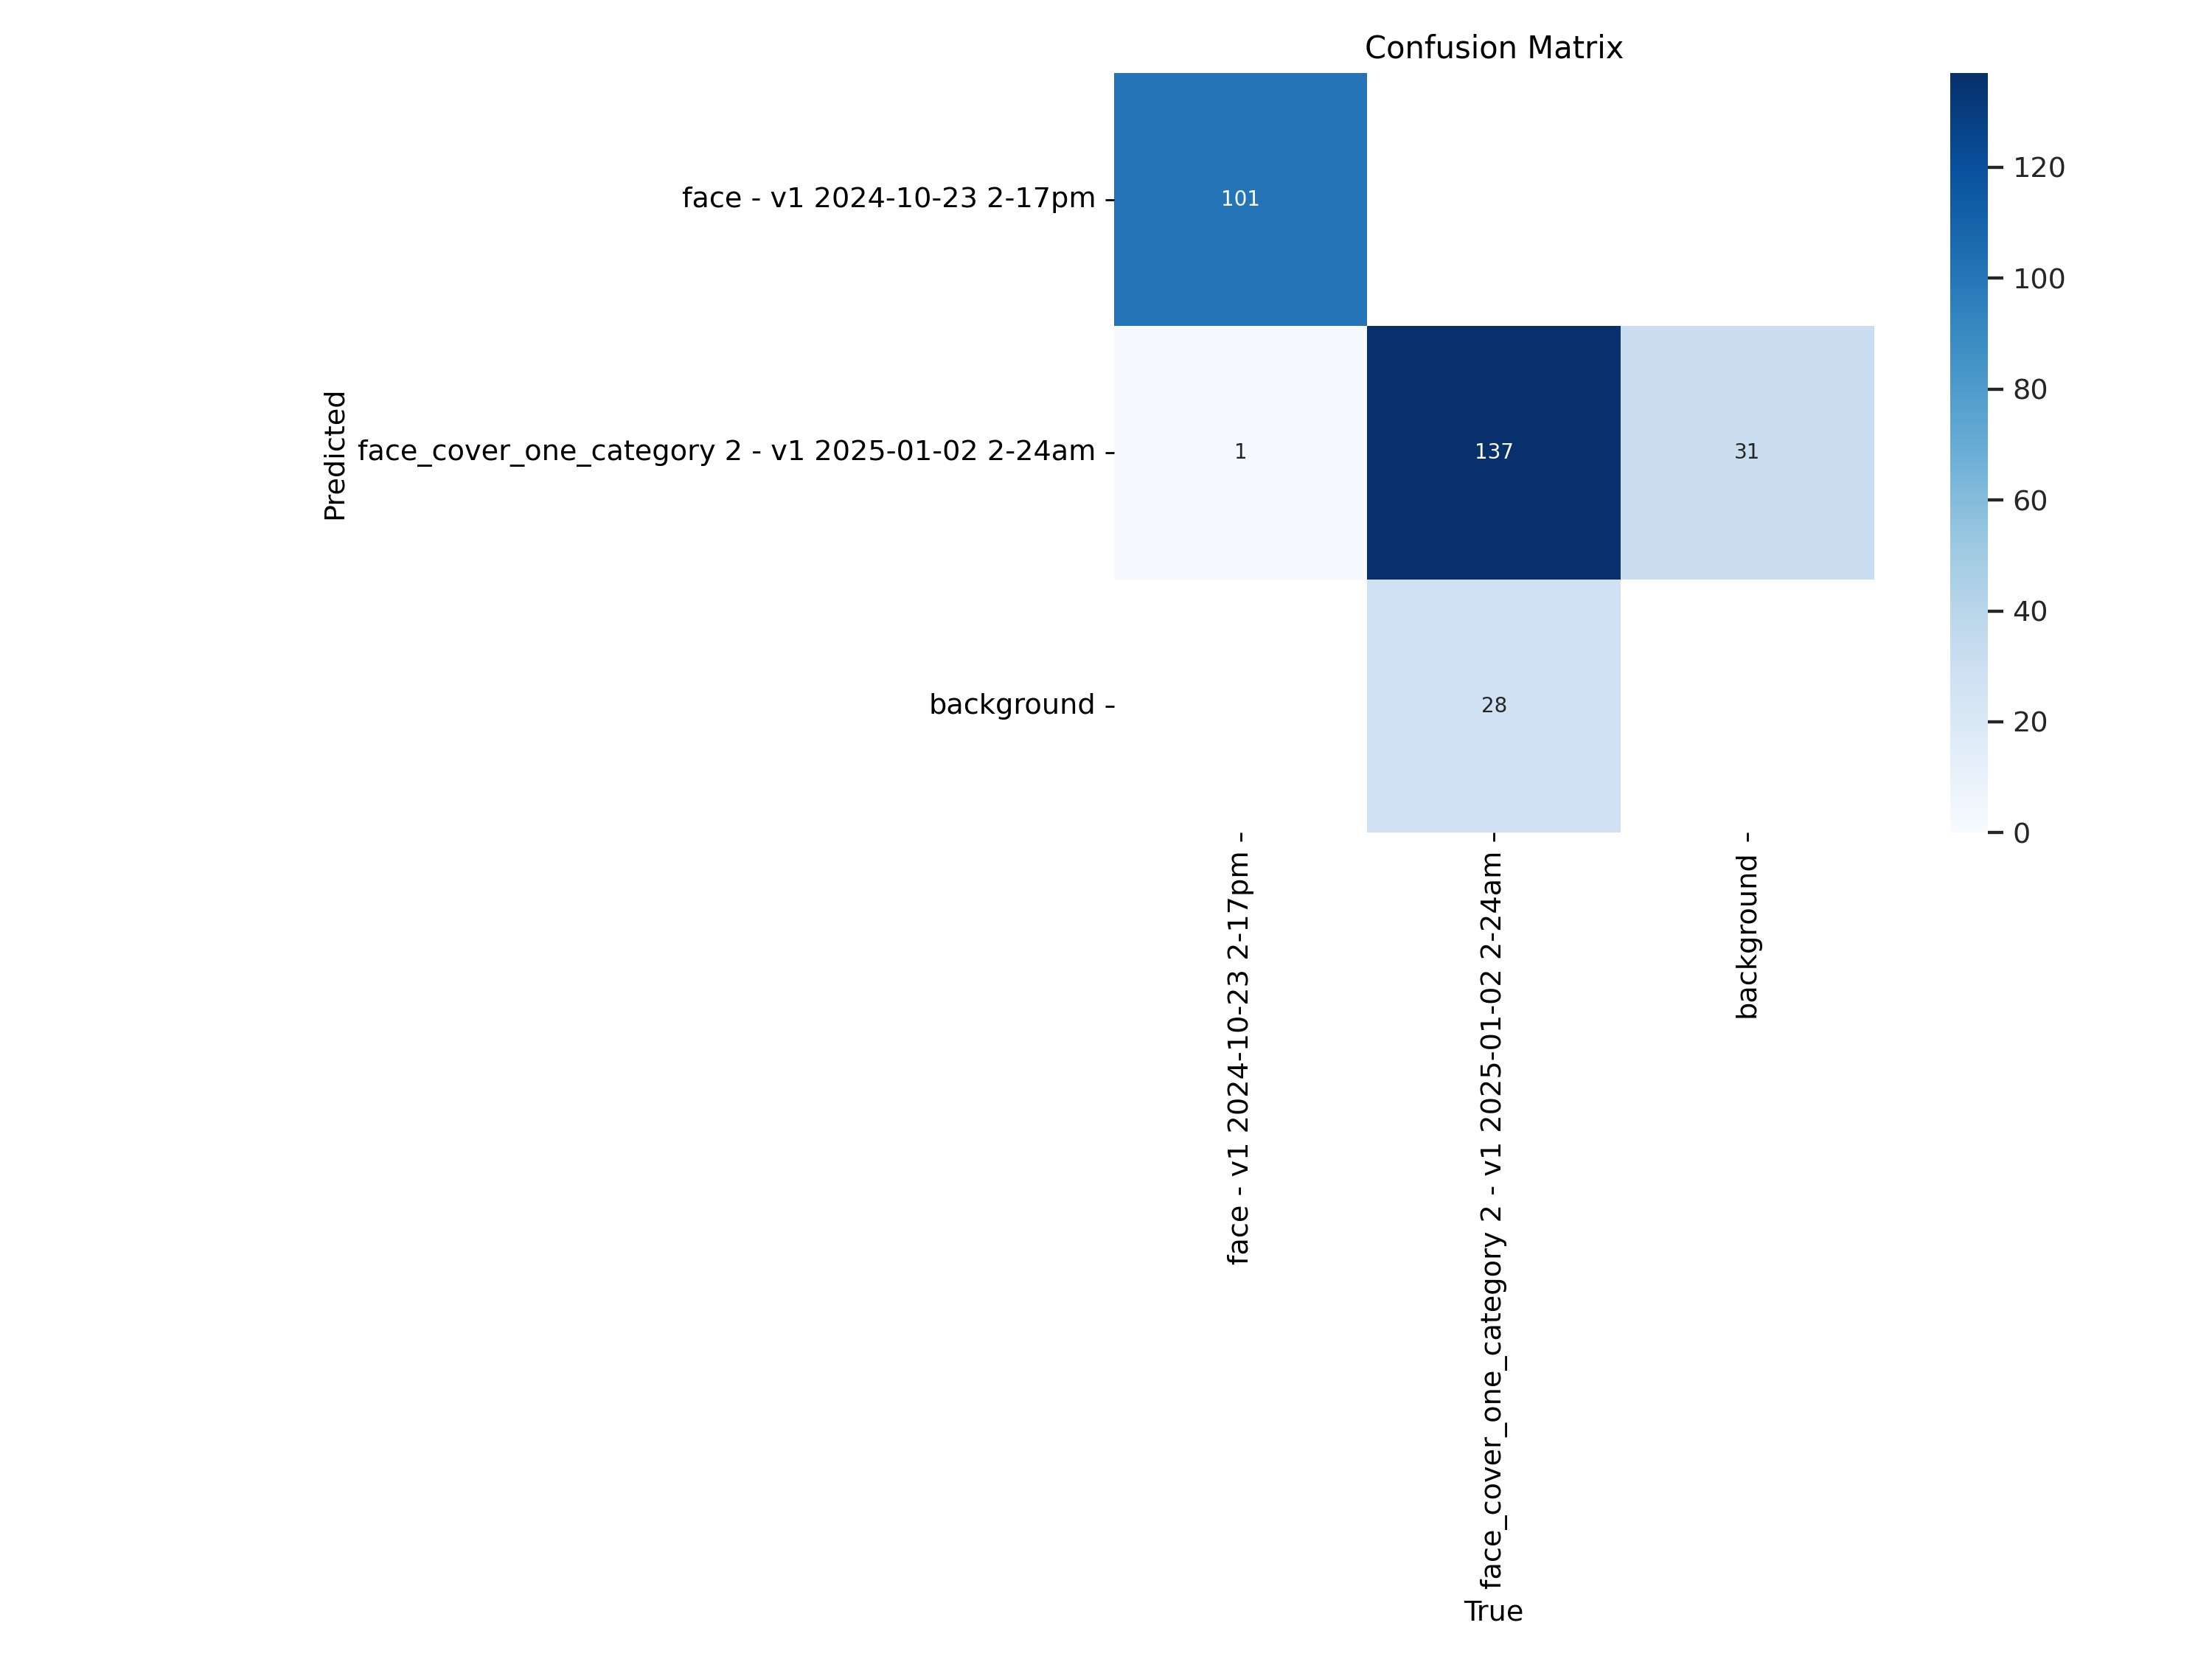 Confusion Matrix
face - v1 2024-10-23 2-17pm
101
face_cover_one_category 2 - v1 2025-01-02 2-24am
1
137
31
background
28
Predicted
120
100
80
60
40
20
0
face - v1 2024-10-23 2-17pm
face_cover_one_category 2 - v1 2025-01-02 2-24am
background
True